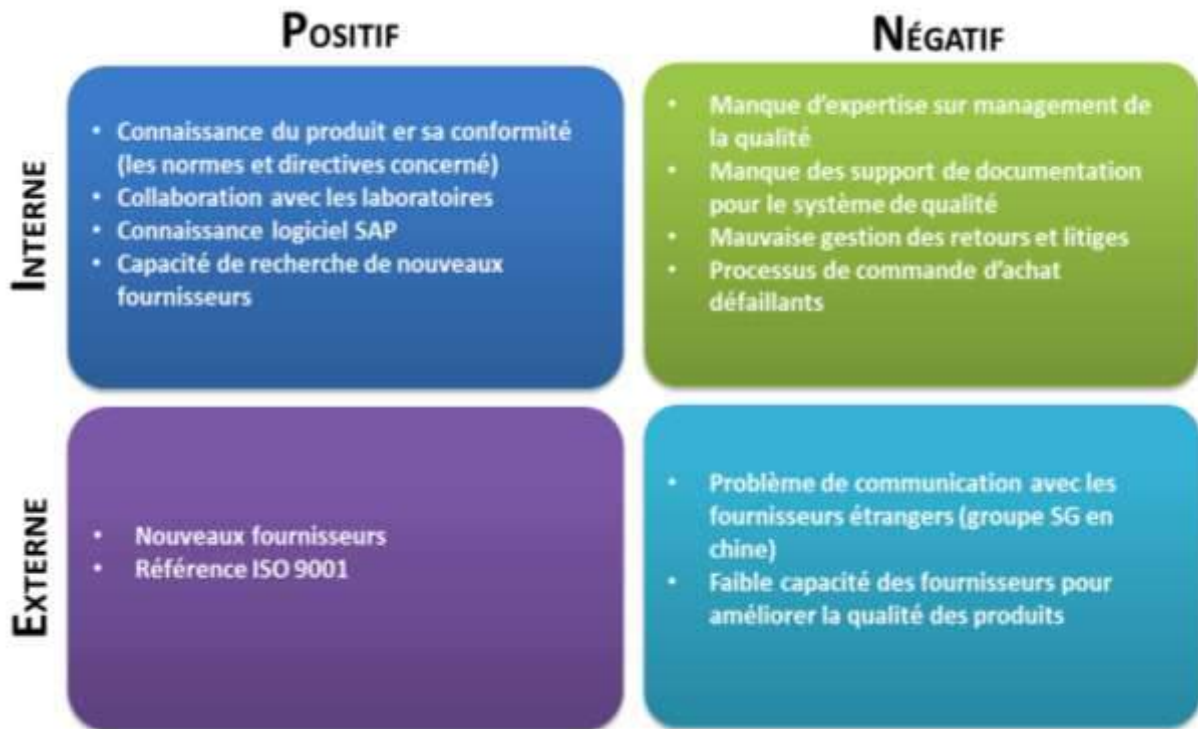 POSITIF
NÉGATIF
INTERNE
• Connaissance du produit er sa conformité
(les normes et directives concerné)
• Collaboration avec les laboratoires
• Connaissance logiciel SAP
• Capacité de recherche de nouveaux
fournisseurs
• Manque d'expertise sur management de
la qualité
• Manque des support de documentation
pour le système de qualité
• Mauvaise gestion des retours et litiges
• Processus de commande d'achat
défaillants
EXTERNE
• Nouveaux fournisseurs
• Référence ISO 9001
• Problème de communication avec les
fournisseurs étrangers (groupe SG en
chine)
• Faible capacité des fournisseurs pour
améliorer la qualité des produits